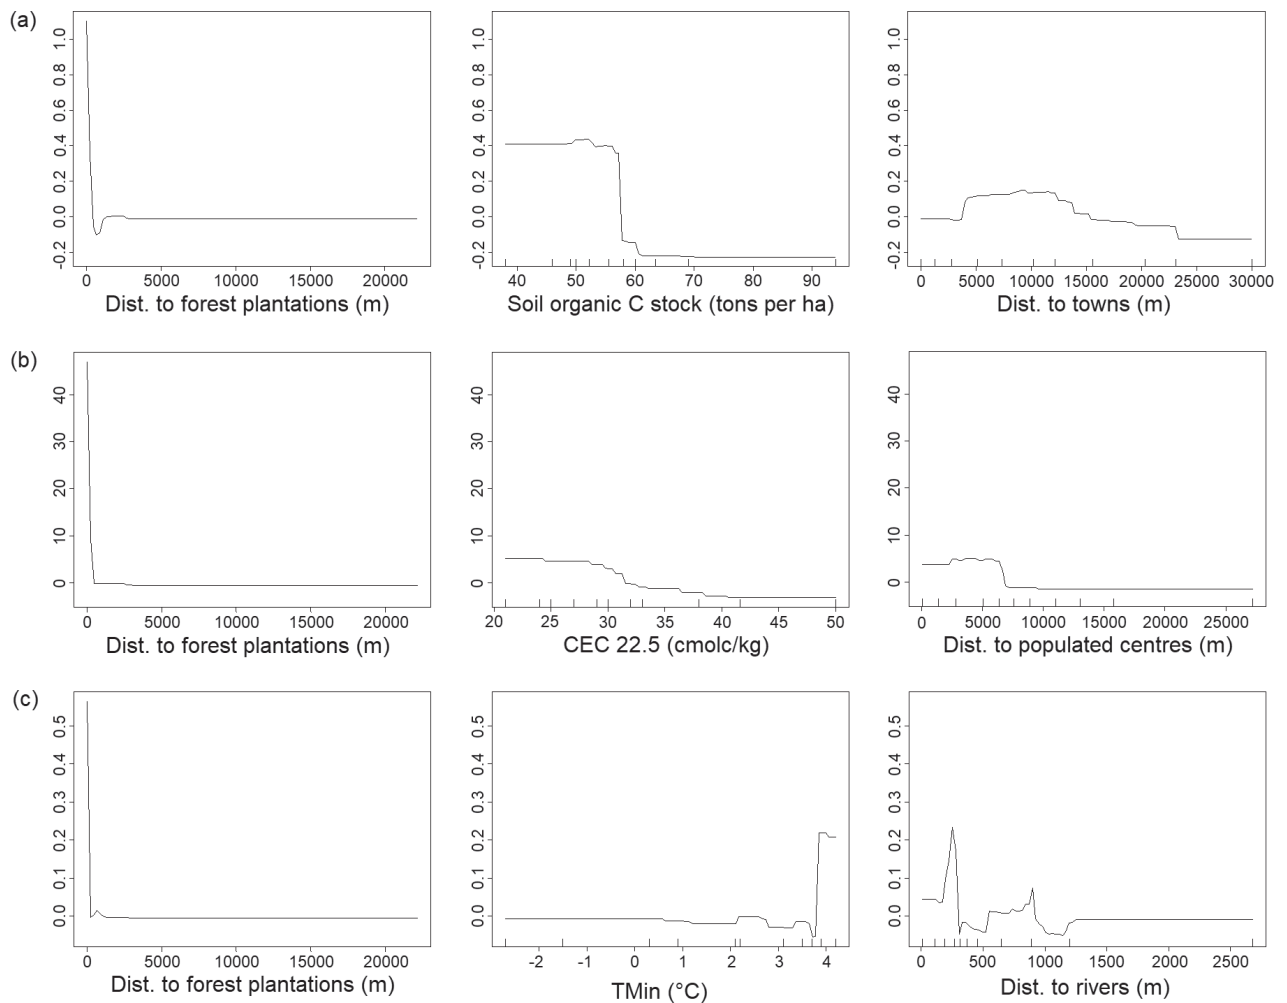 (a)
1.0
0.8
0.6
0.4
0.2
0.0
-0.2
0 5000 10000 15000 20000
Dist. to forest plantations (m)
1.0
0.8
0.6
0.4
0.2
0.0
-0.2
40 50 60 70 80 90
Soil organic C stock (tons per ha)
1.0
0.8
0.6
0.4
0.2
0.0
-0.2
0 5000 10000 15000 20000 25000 30000
Dist. to towns (m)
(b)
40
30
20
10
0
0 5000 10000 15000 20000
Dist. to forest plantations (m)
40
30
20
10
0
20 25 30 35 40 45 50
CEC 22.5 (cmolc/kg)
40
30
20
10
0
0 5000 10000 15000 20000 25000
Dist. to populated centres (m)
(c)
0.5
0.4
0.3
0.2
0.1
0.0
0 5000 10000 15000 20000
Dist. to forest plantations (m)
0.5
0.4
0.3
0.2
0.1
0.0
-2 -1 0 1 2 3 4
TMin (°C)
0.5
0.4
0.3
0.2
0.1
0.0
0 500 1000 1500 2000 2500
Dist. to rivers (m)